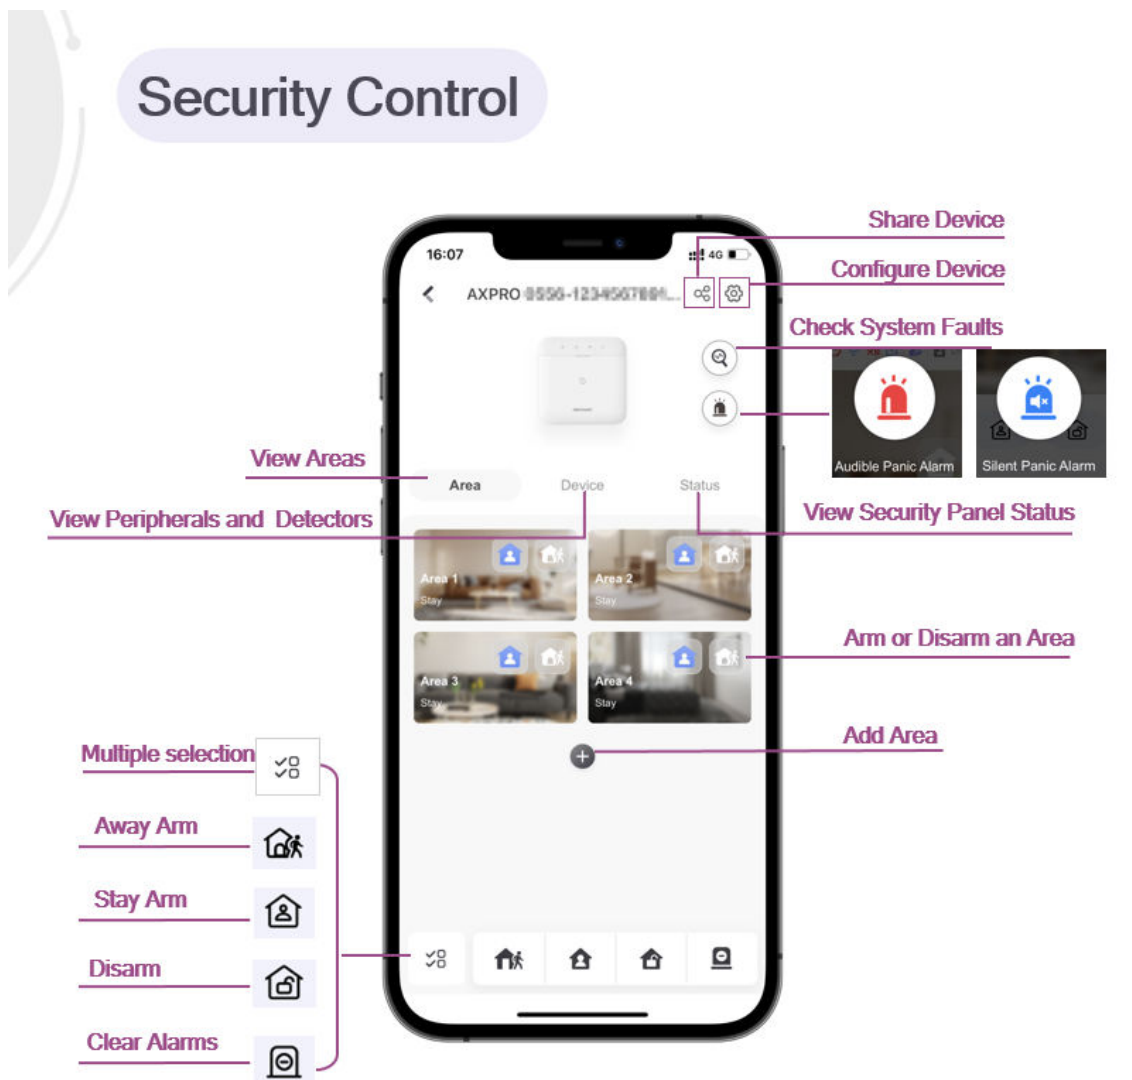 Security Control
Share Device
16:07
4G
Configure Device
AXPRO
Check System Faults
Audible Panic Alarm
Silent Panic Alarm
View Areas
Area
Device
Status
View Peripherals and Detectors
View Security Panel Status
Area 1
Stay
Area 2
Stay
Arm or Disarm an Area
Area 3
Stay
Area 4
Stay
Add Area
Multiple selection
Away Arm
Stay Arm
Disarm
Clear Alarms